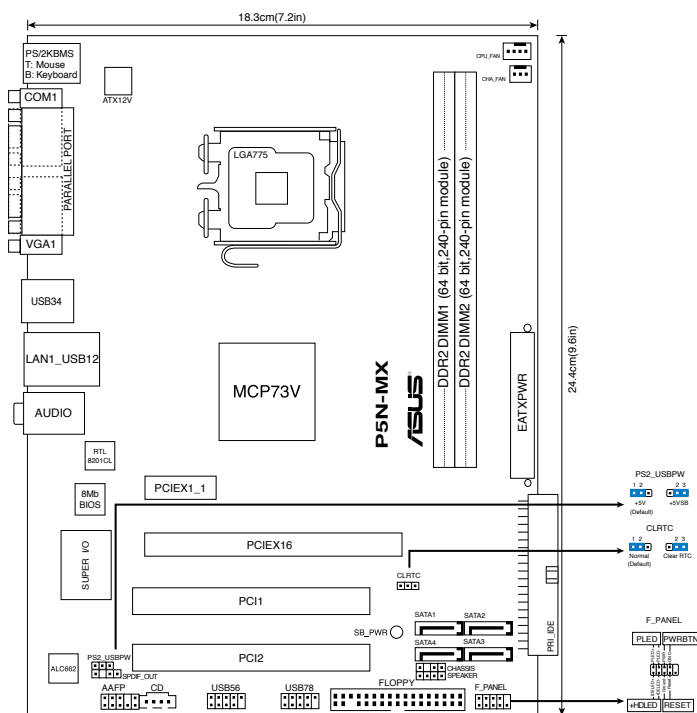 18.3cm(7.2in)
PS/2KBMS
T: Mouse
B: Keyboard
ATX12V
CPU_FAN
CHA_FAN
COM1
PARALLEL PORT
VGA1
LGA775
DDR2 DIMM1 (64 bit,240-pin module)
DDR2 DIMM2 (64 bit,240-pin module)
24.4cm(9.6in)
USB34
LAN1_USB12
AUDIO
MCP73V
P5N-MX
ASUS
EATXPWR
RTL
8201CL
8Mb
BIOS
SUPER I/O
PCIEX1_1
PCIEX16
PCI1
PCI2
CLRTC
SB_PWR
SATA1
SATA2
SATA4
SATA3
PRI_IDE
PS2_USBPW
1 2
2 3
+5V
(Default)
+5VSB
CLRTC
1 2
2 3
Normal
(Default)
Clear RTC
ALC662
PS2_USBPW
SPDIF_OUT
AAFP
CD
USB56
USB78
FLOPPY
CHASSIS
SPEAKER
F_PANEL
F_PANEL
PLED
PWRBTN
+HDLED
RESET